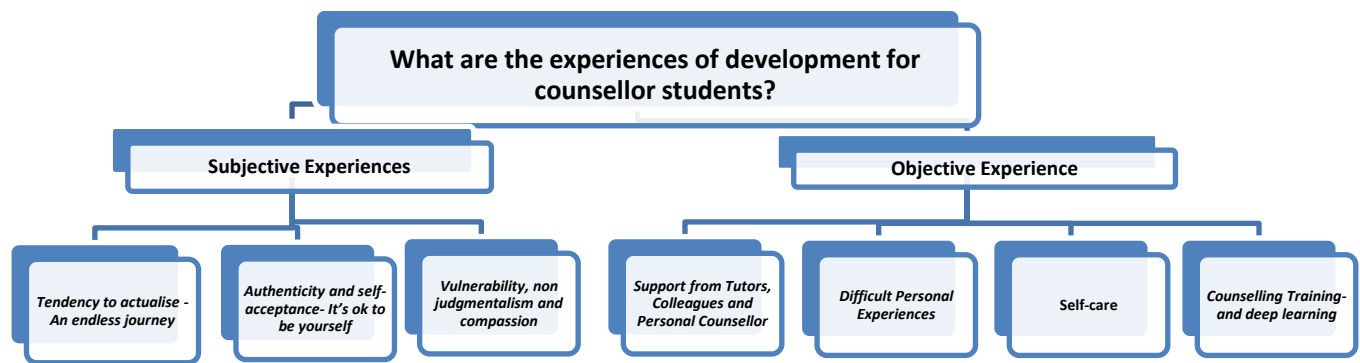 What are the experiences of development for
counsellor students?
Subjective Experiences
Objective Experience
Tendency to actualise -
An endless journey
Authenticity and self-
acceptance- It's ok to
be yourself
Vulnerability, non
judgmentalism and
compassion
Support from Tutors,
Colleagues and
Personal Counsellor
Difficult Personal
Experiences
Self-care
Counselling Training-
and deep learning